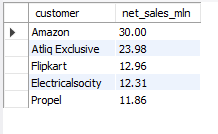 customer net_sales_mln
Amazon 30.00
Atliq Exclusive 23.98
Flipkart 12.96
Electricalsocity 12.31
Propel 11.86